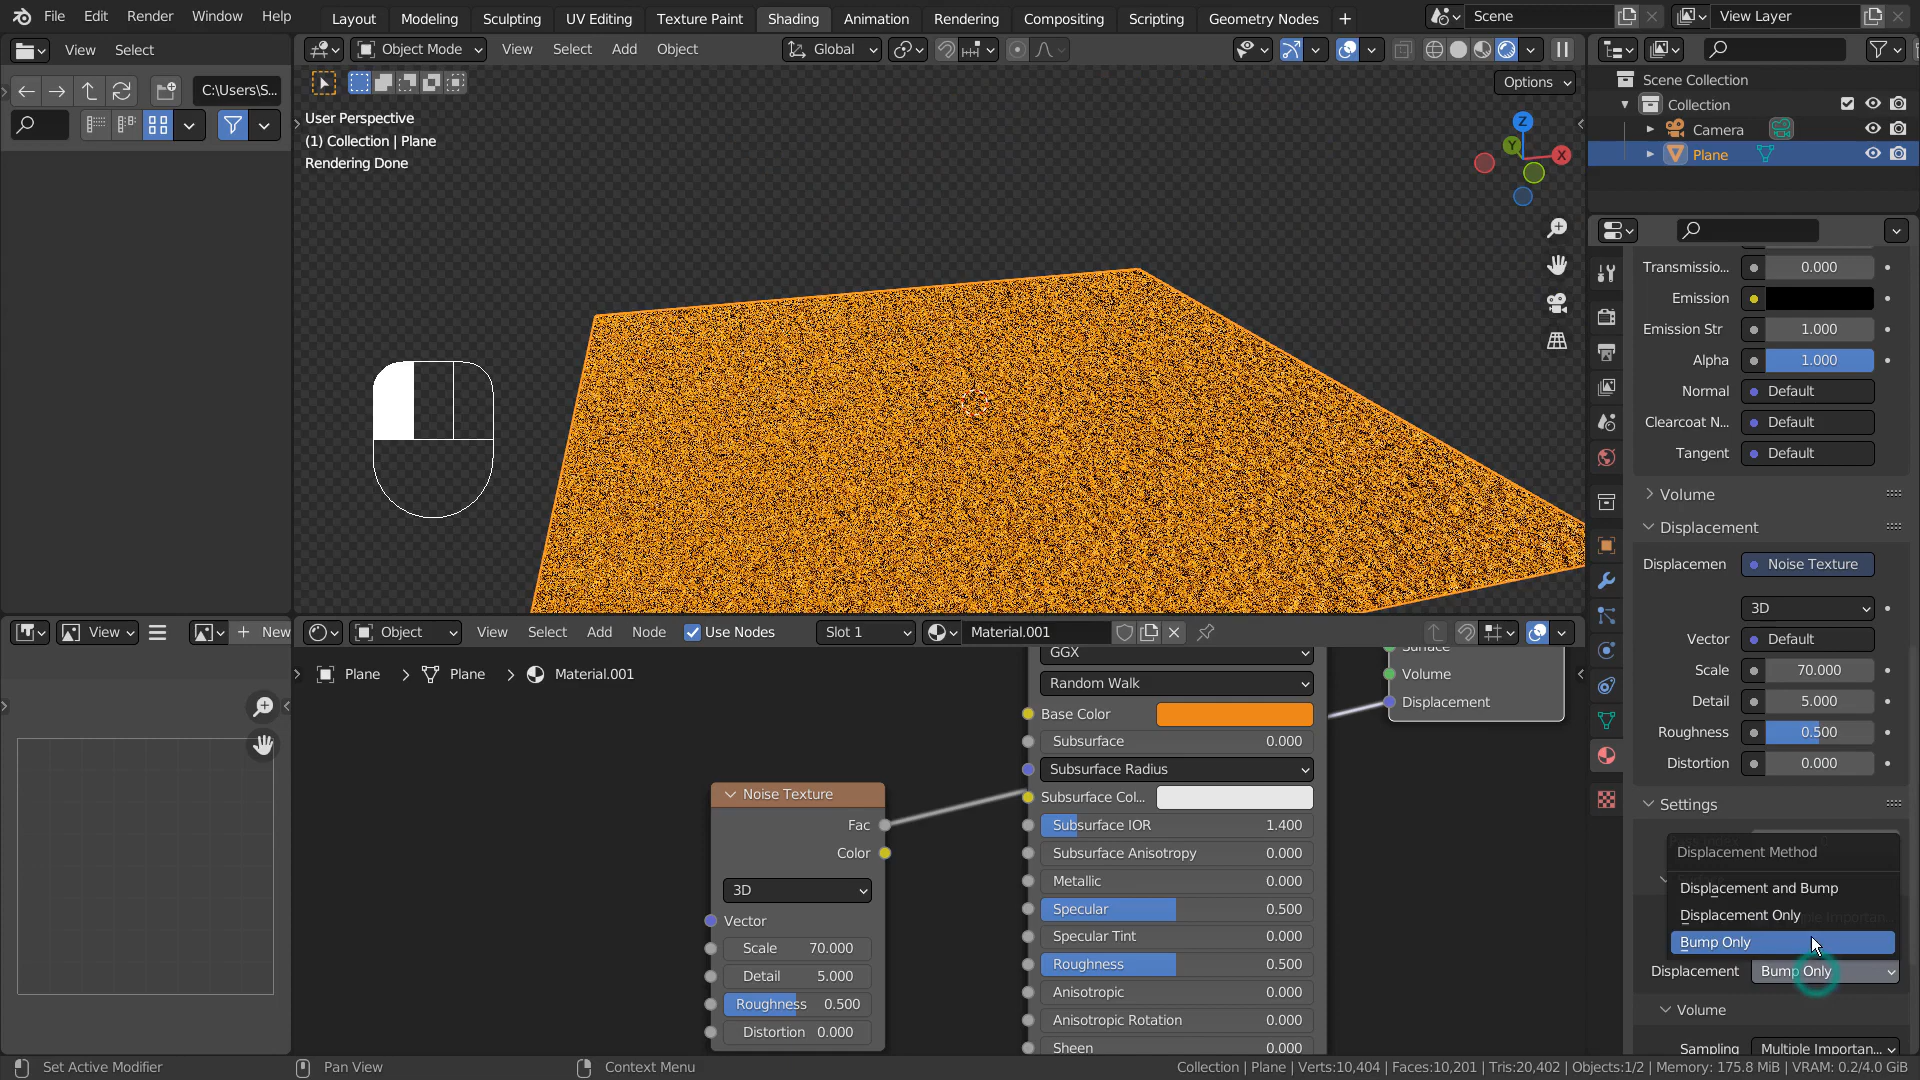 File Edit Render Window Help Layout Modeling Sculpting UV Editing Texture Paint Shading Animation Rendering Compositing Scripting Geometry Nodes + Scene View Layer
View Select Object Mode View Select Add Object Global
C:\Users\S... Options
User Perspective
(1) Collection | Plane
Rendering Done
Z
Y
X
Scene Collection
Collection
Camera
Plane
Transmissio... 0.000
Emission
Emission Str 1.000
Alpha 1.000
Normal Default
Clearcoat N... Default
Tangent Default
Volume
Displacement
Displacemen Noise Texture
3D
Vector Default
Scale 70.000
Detail 5.000
Roughness 0.500
Distortion 0.000
Settings
Displacement Method
Displacement and Bump
Displacement Only
Bump Only
Displacement Bump Only
Volume
Sampling Multiple Importan...
View + New Object View Select Add Node Use Nodes Slot 1 Material.001
Plane > Plane > Material.001
Noise Texture
Fac
Color
3D
Vector
Scale 70.000
Detail 5.000
Roughness 0.500
Distortion 0.000
GGX
Random Walk
Base Color
Subsurface 0.000
Subsurface Radius
Subsurface Col...
Subsurface IOR 1.400
Subsurface Anisotropy 0.000
Metallic 0.000
Specular 0.500
Specular Tint 0.000
Roughness 0.500
Anisotropic 0.000
Anisotropic Rotation 0.000
Sheen 0.000
Surface
Volume
Displacement
Set Active Modifier Pan View Context Menu Collection | Plane | Verts:10,404 | Faces:10,201 | Tris:20,402 | Objects:1/2 | Memory: 175.8 MiB | VRAM: 0.2/4.0 GiB